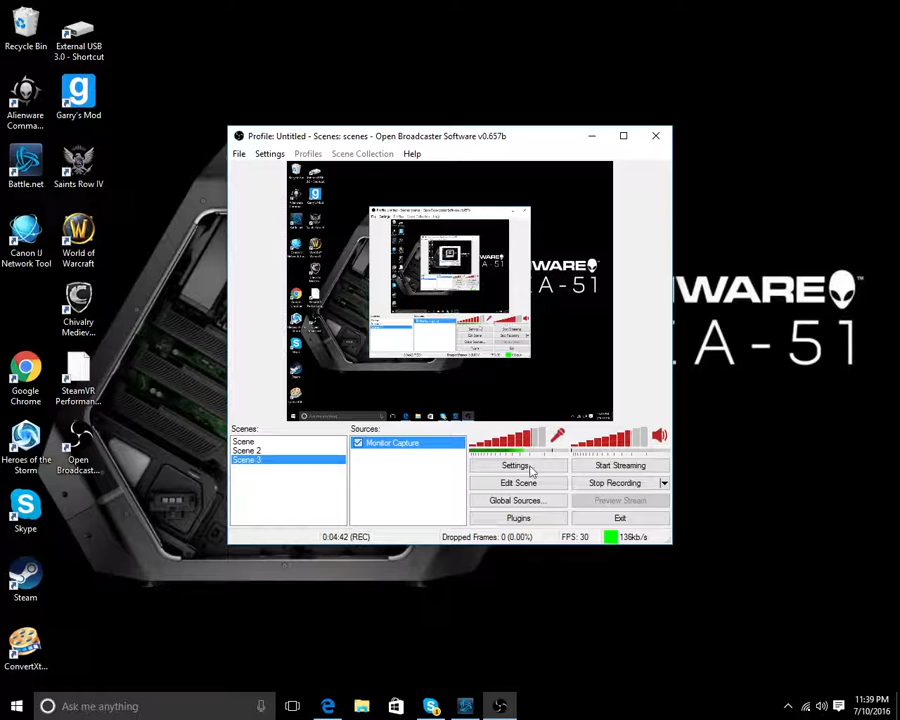 Recycle Bin
External USB
3.0 - Shortcut
Alienware
Comma...
Garry's Mod
Battle.net
Saints Row IV
Canon IJ
Network Tool
World of
Warcraft
Chivalry
Mediev...
Google
Chrome
SteamVR
Performan...
Heroes of the
Storm
Open
Broadcast...
Skype
Steam
ConvertXt...
Profile: Untitled - Scenes: scenes - Open Broadcaster Software v0.657b
File Settings Profiles Scene Collection Help
WARE
A-51
NWARE
EA-51
Scenes:
Scene
Scene 2
Scene 3
Sources:
Monitor Capture
Settings...
Start Streaming
Edit Scene
Stop Recording
Global Sources...
Preview Stream
Plugins
Exit
0:04:42 (REC)
Dropped Frames: 0 (0.00%)
FPS: 30
136kb/s
Ask me anything
11:39 PM
7/10/2016